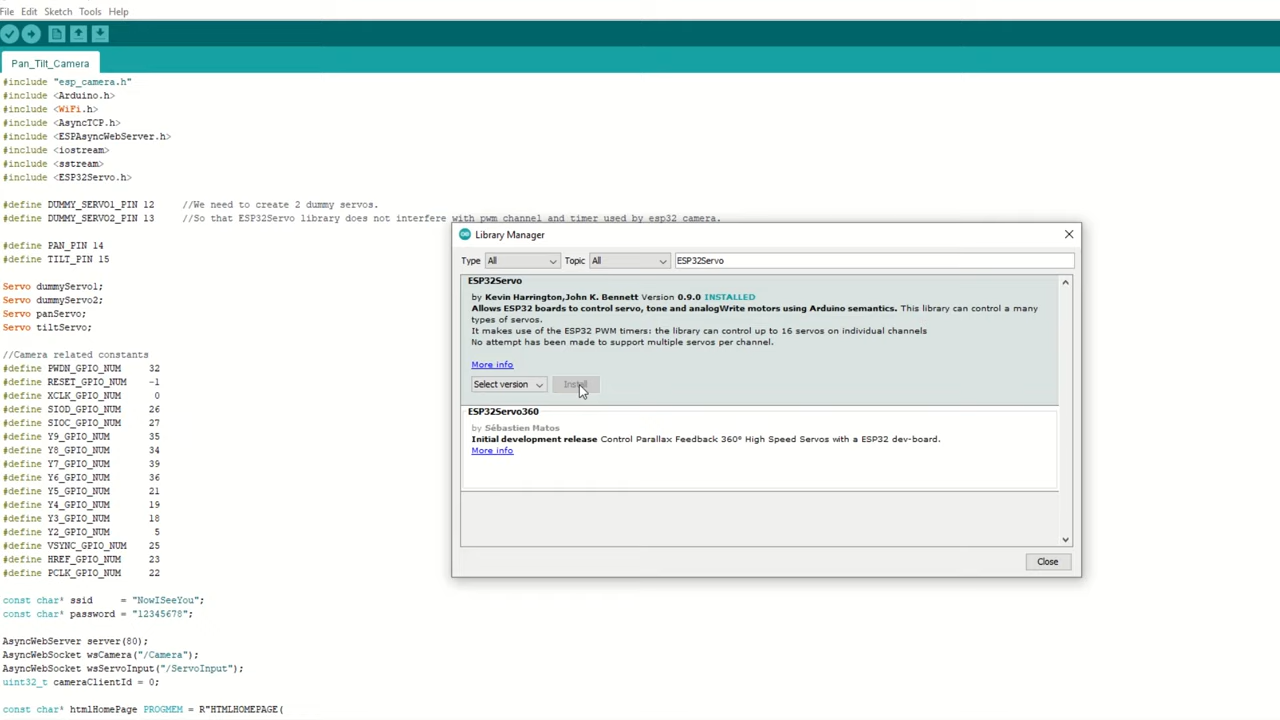 File Edit Sketch Tools Help
Pan_Tilt_Camera
#include "esp_camera.h"
#include <Arduino.h>
#include <WiFi.h>
#include <AsyncTCP.h>
#include <ESPAsyncWebServer.h>
#include <iostream>
#include <sstream>
#include <ESP32Servo.h>
#define DUMMY_SERVO1_PIN 12 //We need to create 2 dummy servos.
#define DUMMY_SERVO2_PIN 13 //So that ESP32Servo library does not interfere with pwm channel and timer used by esp32 camera.
#define PAN_PIN 14
#define TILT_PIN 15
Servo dummyServo1;
Servo dummyServo2;
Servo panServo;
Servo tiltServo;
//Camera related constants
#define PWDN_GPIO_NUM 32
#define RESET_GPIO_NUM -1
#define XCLK_GPIO_NUM 0
#define SIOD_GPIO_NUM 26
#define SIOC_GPIO_NUM 27
#define Y9_GPIO_NUM 35
#define Y8_GPIO_NUM 34
#define Y7_GPIO_NUM 39
#define Y6_GPIO_NUM 36
#define Y5_GPIO_NUM 21
#define Y4_GPIO_NUM 19
#define Y3_GPIO_NUM 18
#define Y2_GPIO_NUM 5
#define VSYNC_GPIO_NUM 25
#define HREF_GPIO_NUM 23
#define PCLK_GPIO_NUM 22
const char* ssid = "NowISeeYou";
const char* password = "12345678";
AsyncWebServer server(80);
AsyncWebSocket wsCamera("/Camera");
AsyncWebSocket wsServoInput("/ServoInput");
uint32_t cameraClientId = 0;
const char* htmlHomePage PROGMEM = R"HTMLHOMEPAGE(
Library Manager
Type All Topic All ESP32Servo
ESP32Servo
by Kevin Harrington,John K. Bennett Version 0.9.0 INSTALLED
Allows ESP32 boards to control servo, tone and analogWrite motors using Arduino semantics. This library can control a many
types of servos.
It makes use of the ESP32 PWM timers: the library can control up to 16 servos on individual channels
No attempt has been made to support multiple servos per channel.
More info
Select version Install
ESP32Servo360
by Sébastien Matos
Initial development release Control Parallax Feedback 360° High Speed Servos with a ESP32 dev-board.
More info
Close